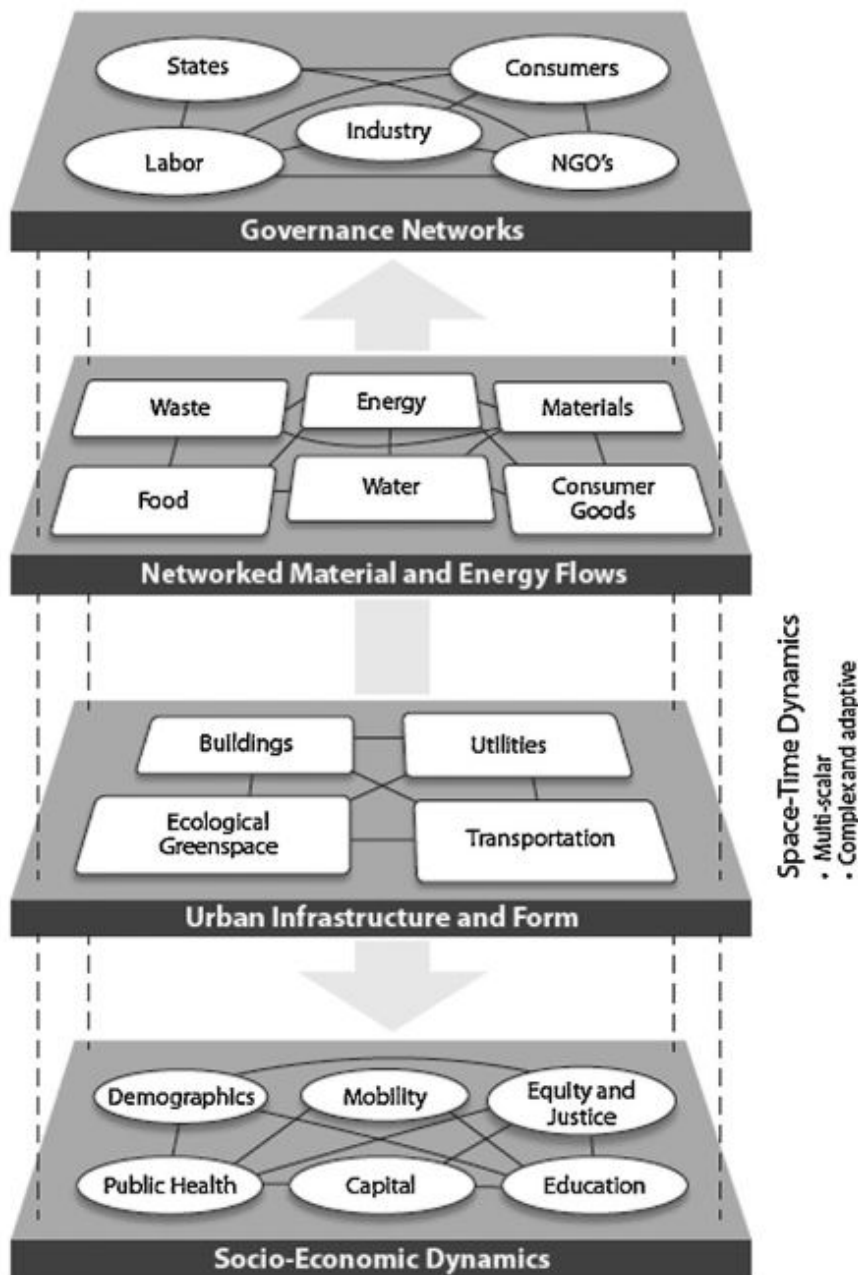 States
Consumers
Industry
Labor
NGO's
Governance Networks
Waste
Energy
Materials
Food
Water
Consumer
Goods
Networked Material and Energy Flows
Buildings
Utilities
Ecological
Greenspace
Transportation
Urban Infrastructure and Form
Demographics
Mobility
Equity and
Justice
Public Health
Capital
Education
Socio-Economic Dynamics
Space-Time Dynamics
• Multi-scalar
• Complex and adaptive